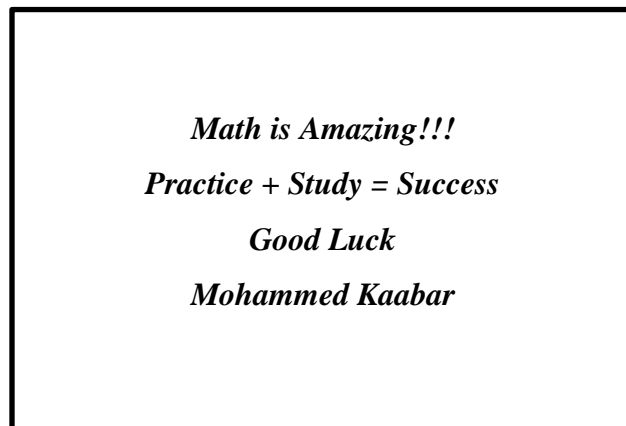 Math is Amazing!!!
Practice + Study = Success
Good Luck
Mohammed Kaabar